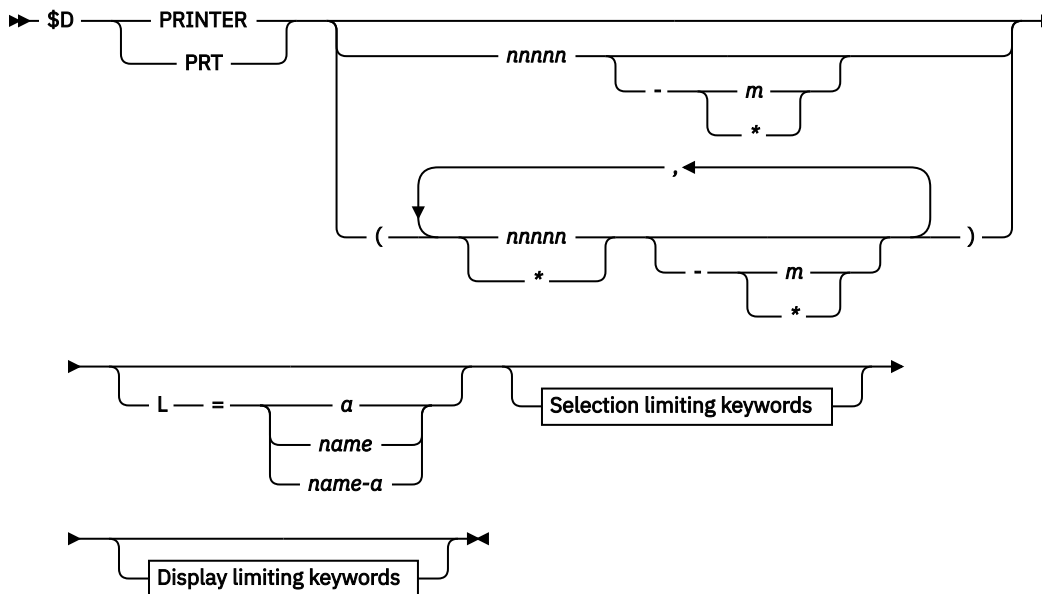 $D PRINTER
PRT
nnnnn
- m
*
,
( nnnnn - m )
* *
L = a
name
name-a
Selection limiting keywords
Display limiting keywords